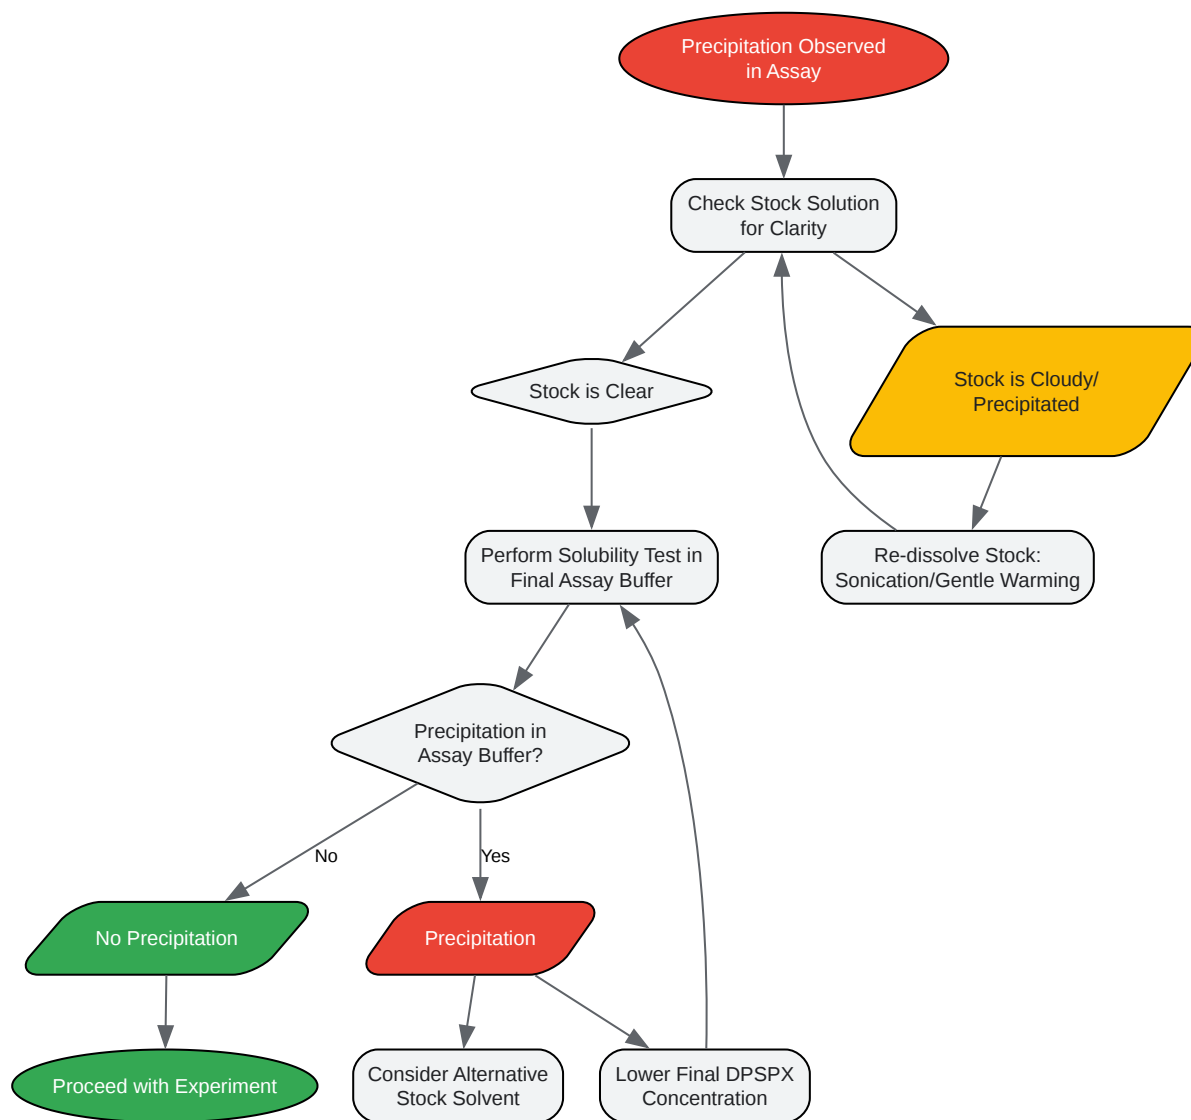 Precipitation Observed
in Assay
Check Stock Solution
for Clarity
Stock is Clear
Stock is Cloudy/
Precipitated
Perform Solubility Test in
Final Assay Buffer
Re-dissolve Stock:
Sonication/Gentle Warming
Precipitation in
Assay Buffer?
No
Yes
No Precipitation
Precipitation
Proceed with Experiment
Consider Alternative
Stock Solvent
Lower Final DPSPX
Concentration